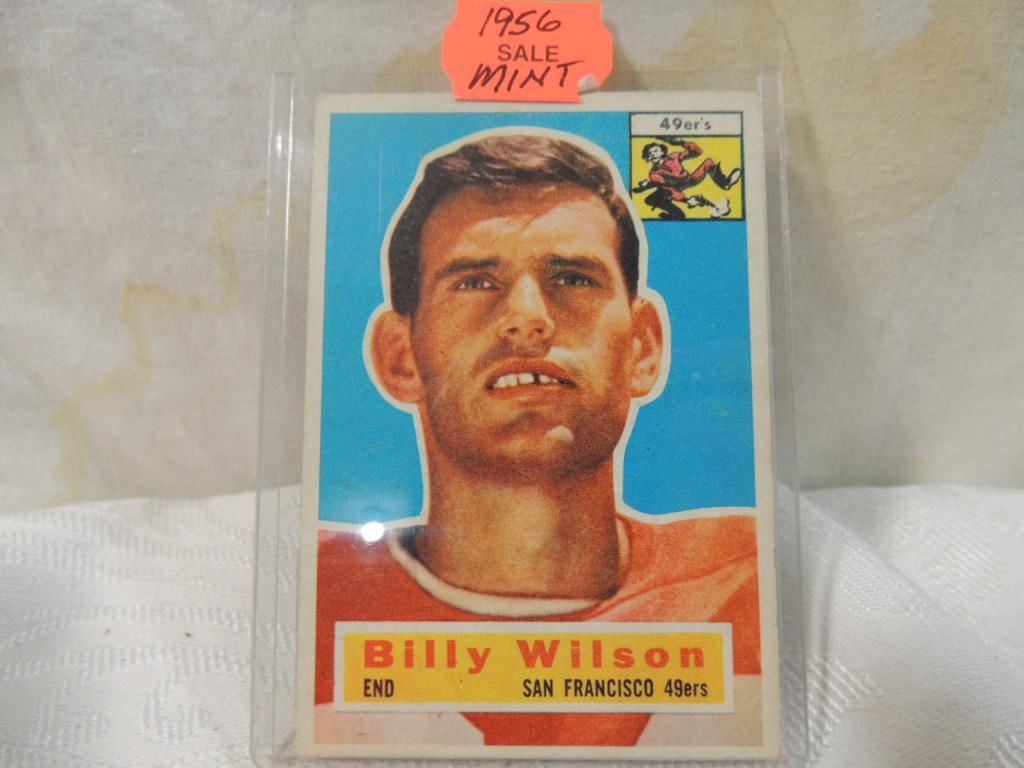 1956
SALE
MINT
49er's
Billy Wilson
END SAN FRANCISCO 49ers